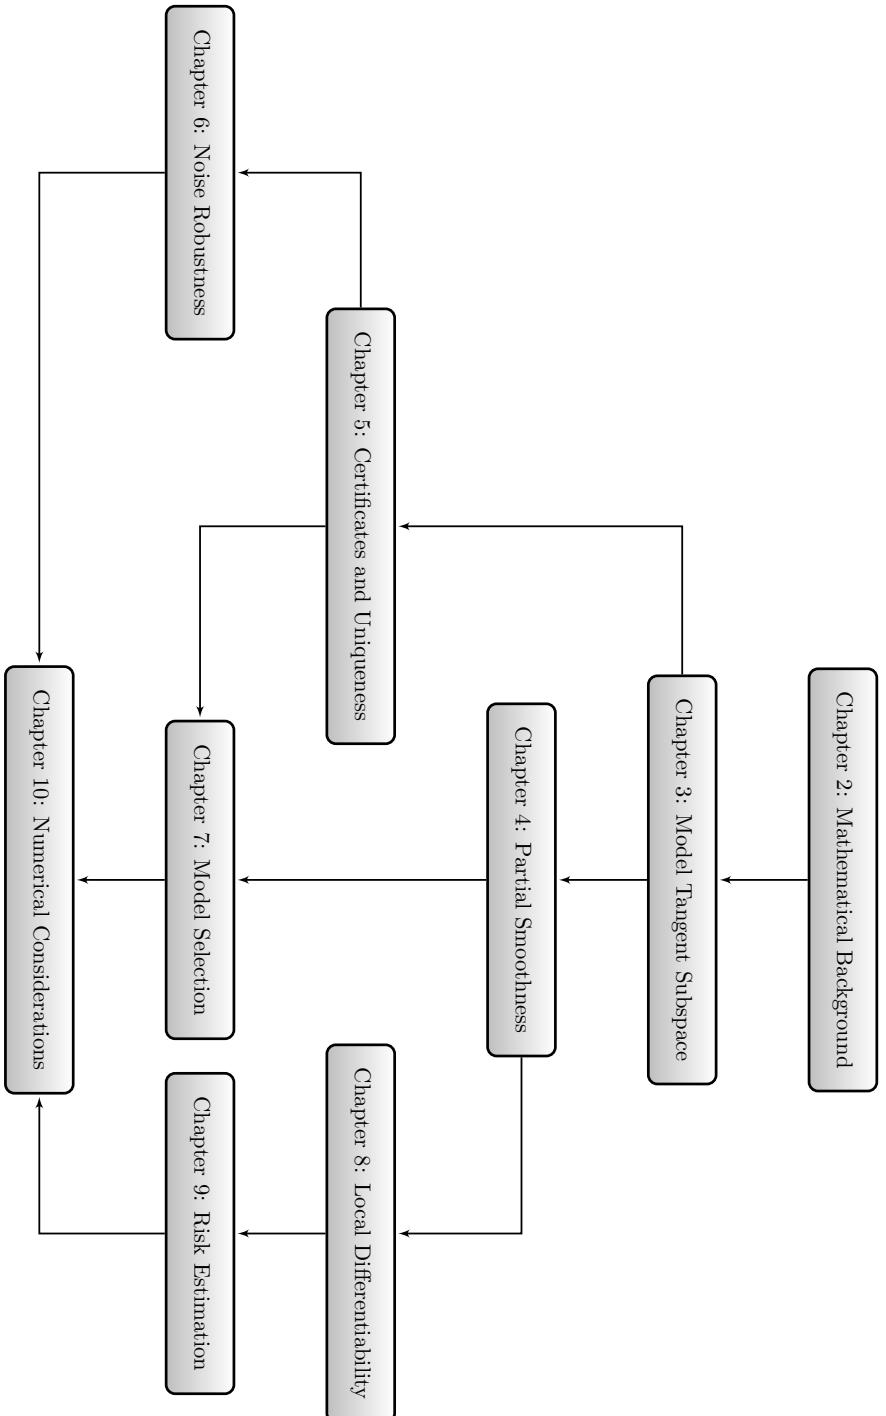 Chapter 2: Mathematical Background
Chapter 3: Model Tangent Subspace
Chapter 4: Partial Smoothness
Chapter 5: Certificates and Uniqueness
Chapter 8: Local Differentiability
Chapter 6: Noise Robustness
Chapter 7: Model Selection
Chapter 9: Risk Estimation
Chapter 10: Numerical Considerations